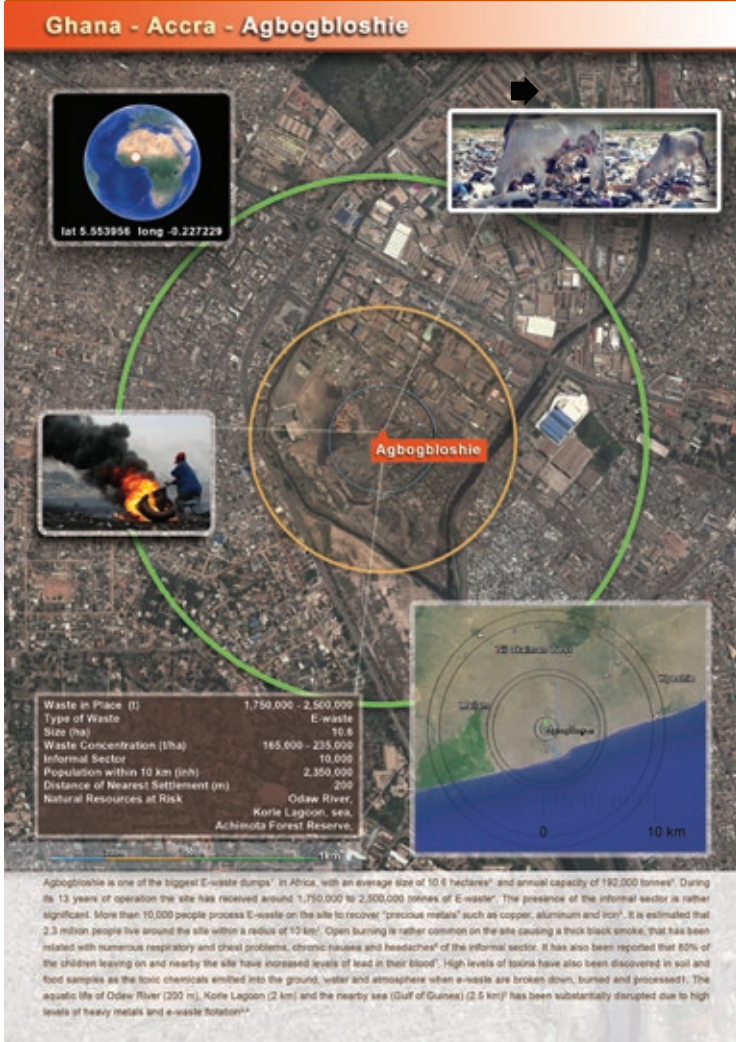 Ghana - Accra - Agbogbloshie
lat 5.553956 long -0.227229
Agbogbloshie
Waste in Place (t) 1,750,000 - 2,500,000
Type of Waste E-waste
Size (ha) 10.6
Waste Concentration (t/ha) 165,000 - 235,000
Informal Sector 10,000
Population within 10 km (inh) 2,350,000
Distance of Nearest Settlement (m) 200
Natural Resources at Risk Odaw River,
Korle Lagoon, sea,
Achimota Forest Reserve,
1km
0 10 km
Agbogbloshie is one of the biggest E-waste dumps in Africa, with an average size of 10.6 hectares and annual capacity of 192,000 tonnes. During
its 13 years of operation the site has received around 1,750,000 to 2,500,000 tonnes of E-waste. The presence of the informal sector is rather
significant. More than 10,000 people process E-waste on the site to recover "precious metals" such as copper, aluminum and iron. It is estimated that
2.3 million people live around the site within a radius of 10 km. Open burning is rather common on the site causing a thick black smoke, that has been
related with numerous respiratory and chest problems, chronic nausea and headaches of the informal sector. It has also been reported that 80% of
the children leaving on and nearby the site have increased levels of lead in their blood. High levels of toxins have also been discovered in soil and
food samples as the toxic chemicals emitted into the ground, water and atmosphere when e-waste are broken down, burned and processed1. The
aquatic life of Odaw River (200 m), Korle Lagoon (2 km) and the nearby sea (Gulf of Guinea) (2.5 km) has been substantially disrupted due to high
levels of heavy metals and e-waste flotation